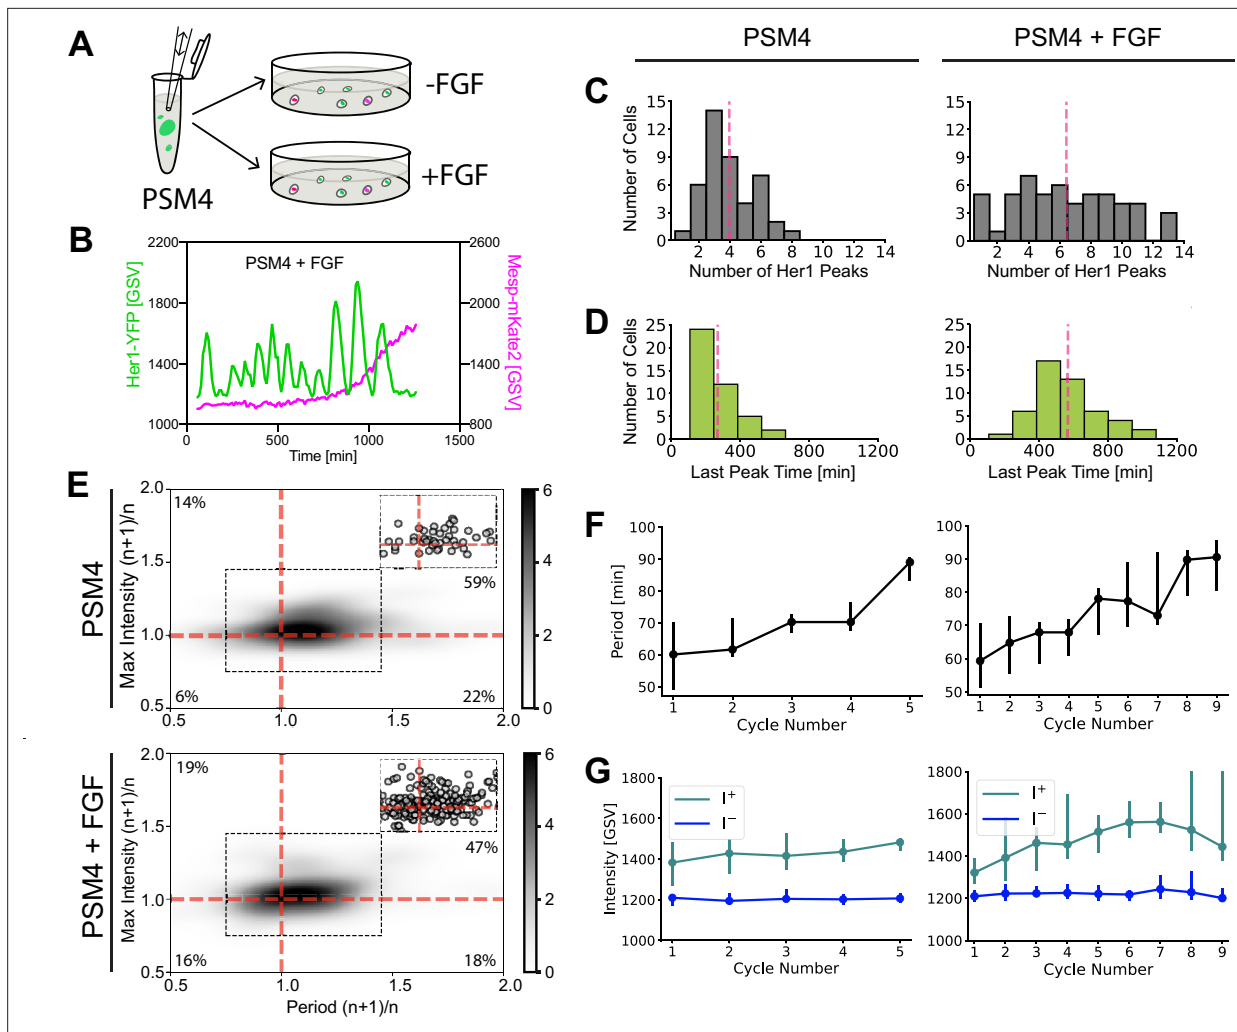 PSM4
PSM4 + FGF
A
-FGF
+FGF
PSM4
B
2200
1800
1400
1000
Her1-YFP [GSV]
PSM4 + FGF
2600
2000
1400
800
Mesp-mKate2 [GSV]
0
500
1000
1500
Time [min]
C
15
12
9
6
3
0
Number of Cells
2 4 6 8 10 12 14
Number of Her1 Peaks
15
12
9
6
3
0
2 4 6 8 10 12 14
Number of Her1 Peaks
D
25
20
15
10
5
0
Number of Cells
0 400 800 1200
Last Peak Time [min]
25
20
15
10
5
0
0 400 800 1200
Last Peak Time [min]
E
PSM4
2.0
1.5
1.0
0.5
Max Intensity (n+1)/n
14%
59%
6%
22%
0.5 1.0 1.5 2.0
6
4
2
0
PSM4 + FGF
2.0
1.5
1.0
0.5
Max Intensity (n+1)/n
19%
47%
16%
18%
0.5 1.0 1.5 2.0
Period (n+1)/n
6
4
2
0
F
100
90
80
70
60
50
Period [min]
1 2 3 4 5
Cycle Number
100
90
80
70
60
50
1 2 3 4 5 6 7 8 9
Cycle Number
G
1800
1600
1400
1200
1000
Intensity [GSV]
I+
I−
1 2 3 4 5
Cycle Number
1800
1600
1400
1200
1000
I+
I−
1 2 3 4 5 6 7 8 9
Cycle Number